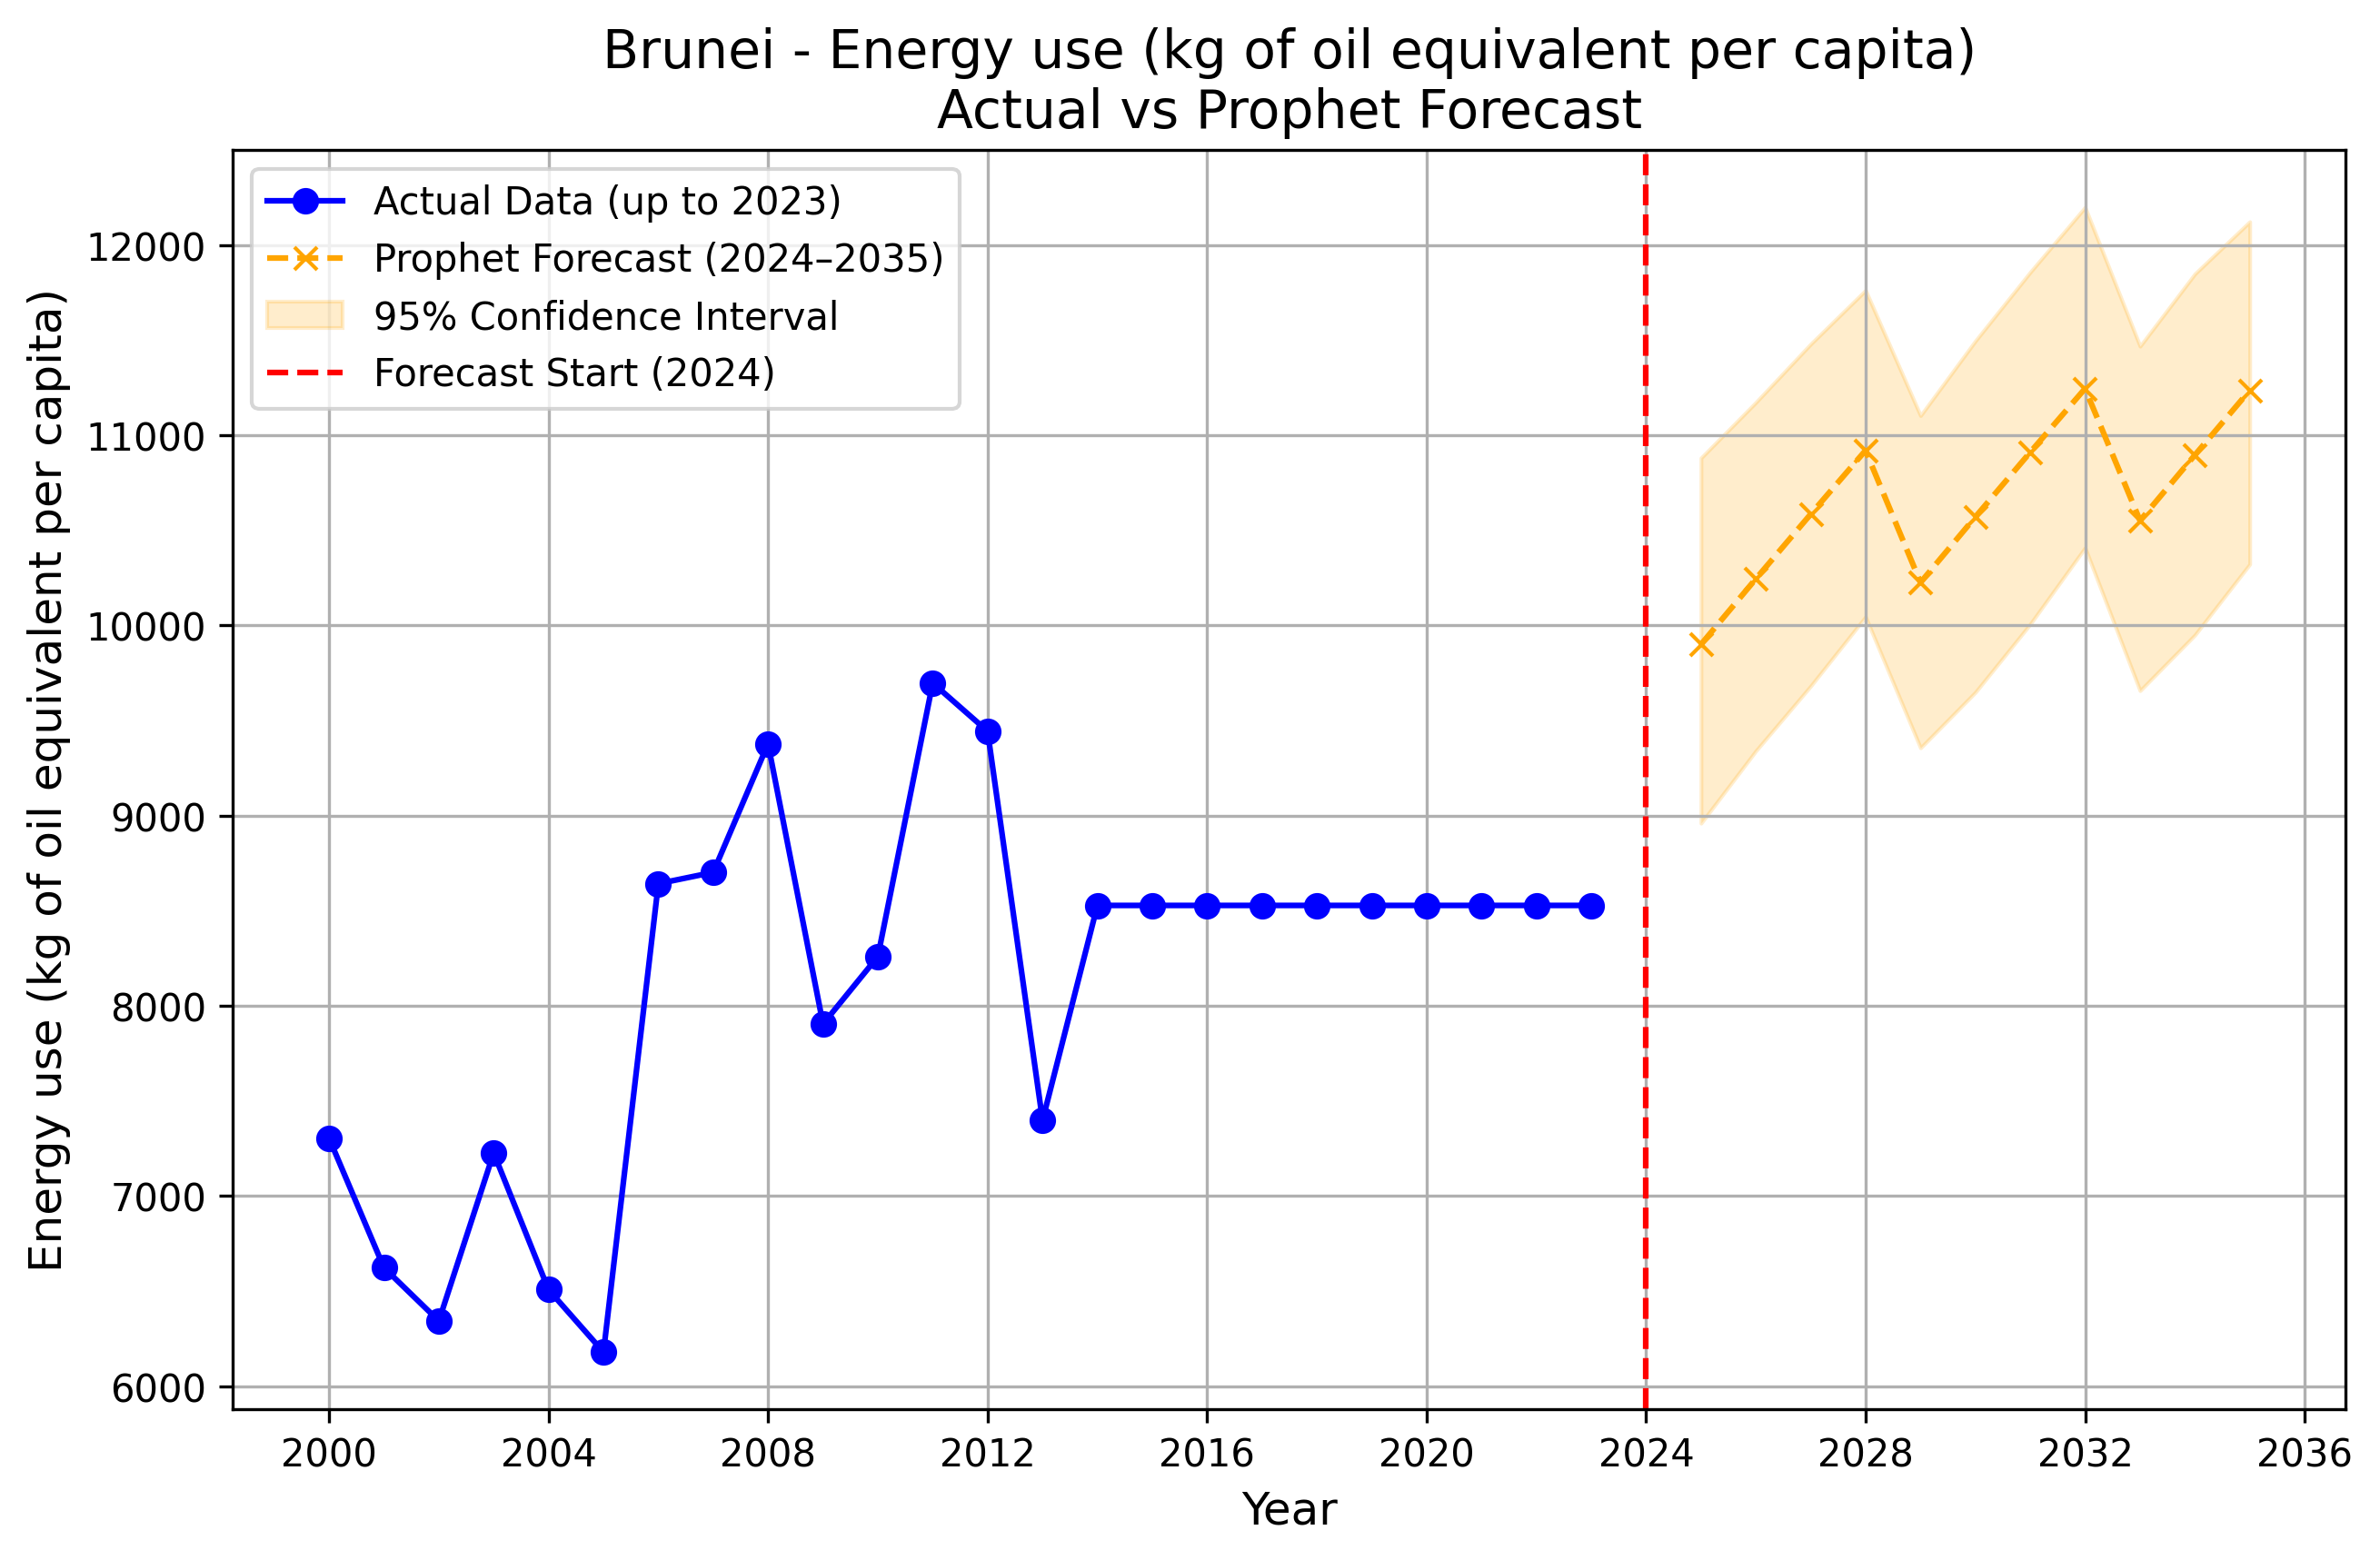 Brunei - Energy use (kg of oil equivalent per capita)
Actual vs Prophet Forecast
Actual Data (up to 2023)
Prophet Forecast (2024–2035)
95% Confidence Interval
Forecast Start (2024)
Energy use (kg of oil equivalent per capita)
12000
11000
10000
9000
8000
7000
6000
2000 2004 2008 2012 2016 2020 2024 2028 2032 2036
Year